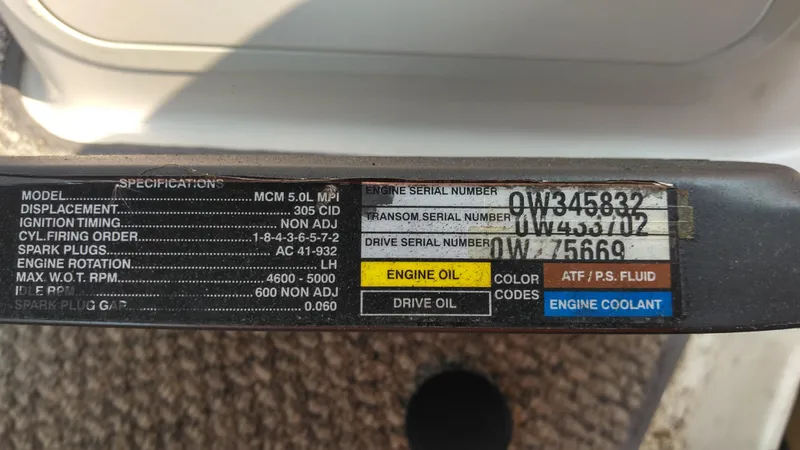 SPECIFICATIONS
MODEL MCM 5.0L MPI
DISPLACEMENT 305 CID
IGNITION TIMING NON ADJ
CYL.FIRING ORDER 1-8-4-3-6-5-7-2
SPARK PLUGS AC 41-932
ENGINE ROTATION LH
MAX. W.O.T. RPM 4600 - 5000
IDLE RPM 600 NON ADJ
SPARK PLUG GAP 0.060
ENGINE SERIAL NUMBER 0W345832
TRANSOM SERIAL NUMBER 0W433702
DRIVE SERIAL NUMBER 0W 75669
ENGINE OIL
DRIVE OIL
COLOR
CODES
ATF / P.S. FLUID
ENGINE COOLANT